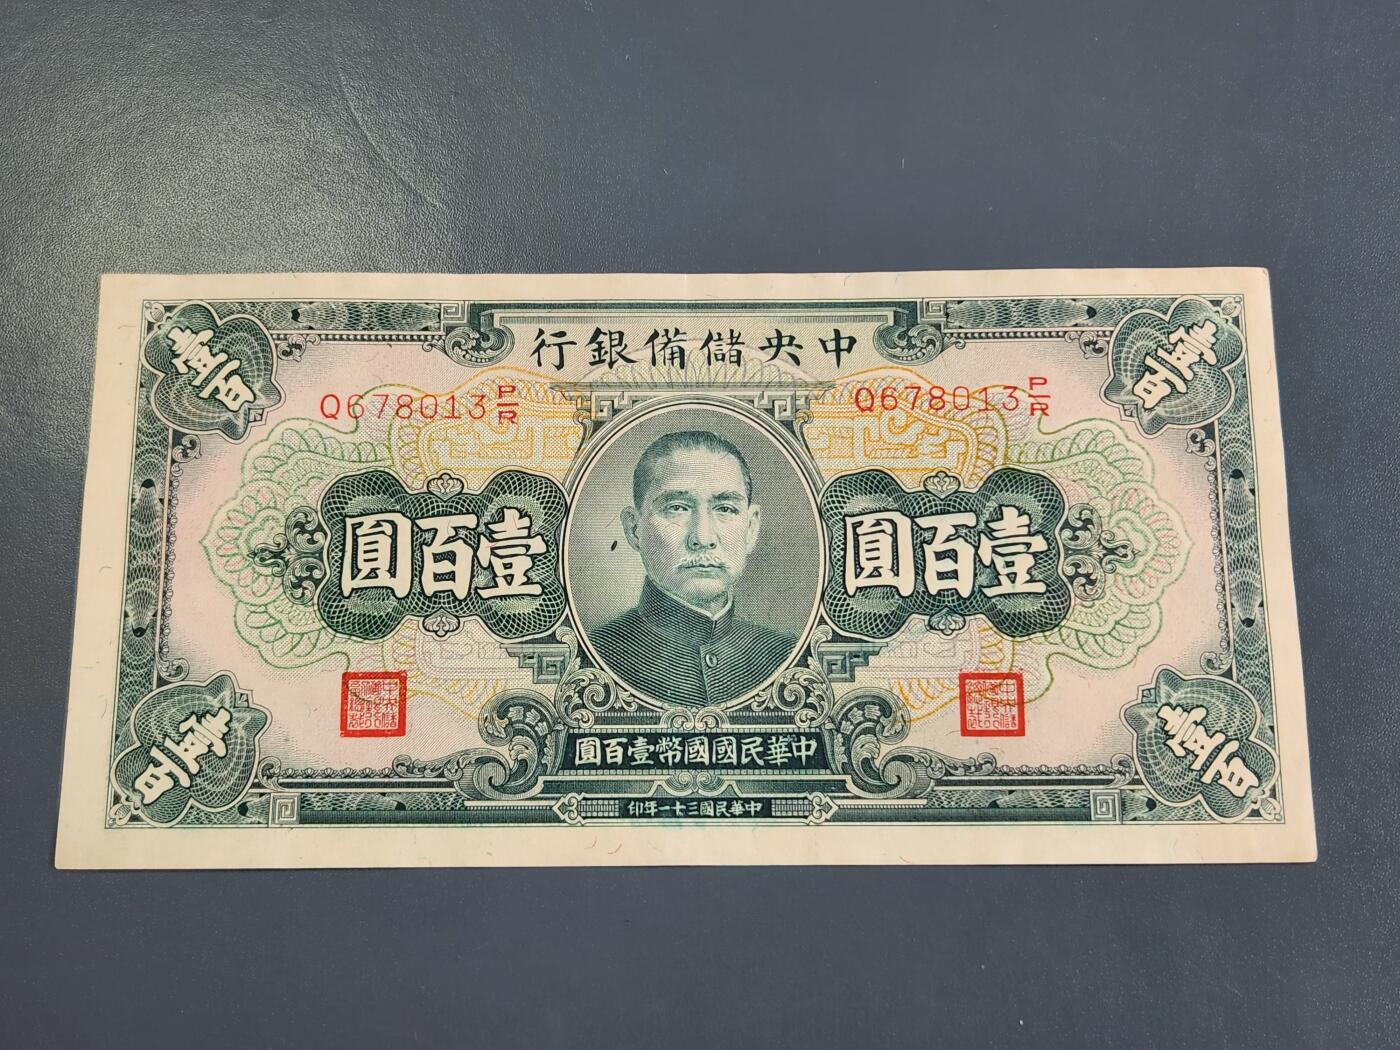 中央儲備銀行
Q678013 P/R
Q678013 P/R
壹百
壹百
壹百圓
壹百圓
中華民國國幣壹百圓
壹百
壹百
中華民國三十一年印